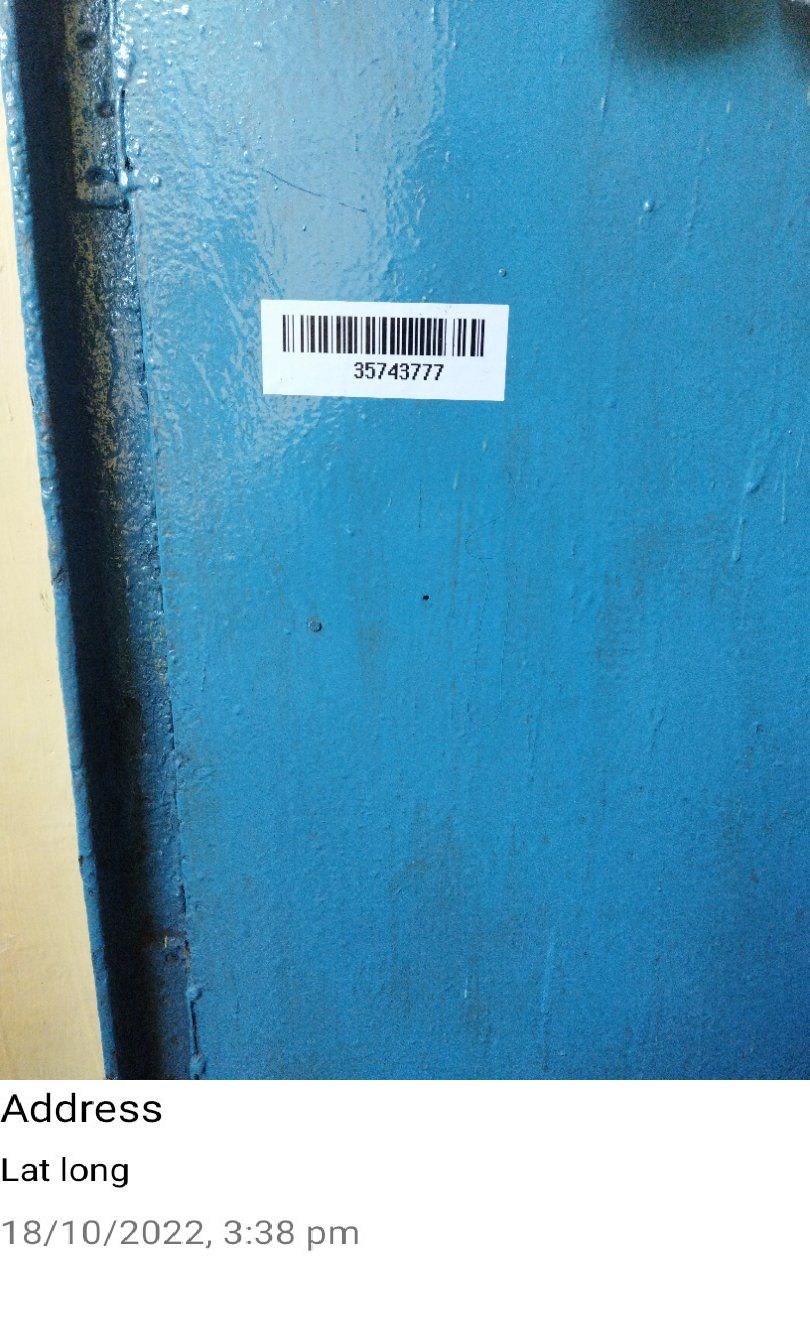 35743777
Address
Lat long
18/10/2022, 3:38 pm